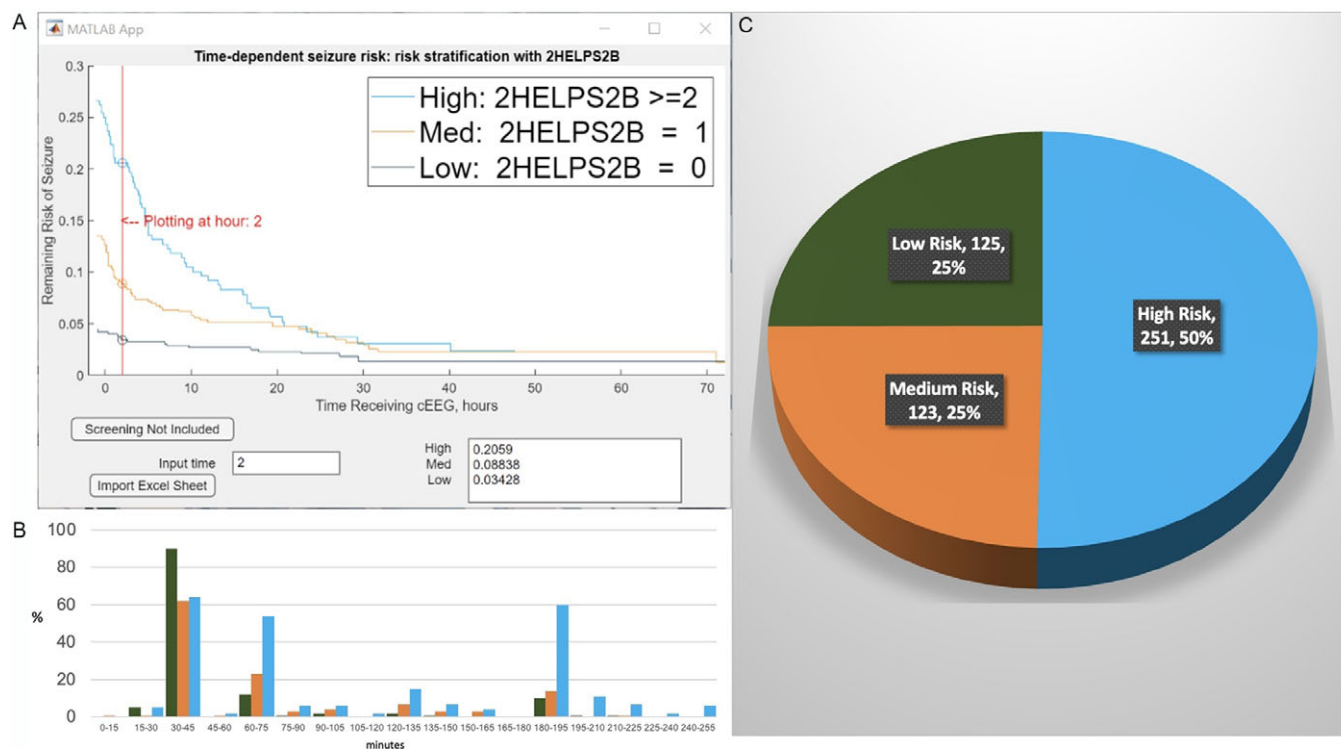 A
MATLAB App
Time-dependent seizure risk: risk stratification with 2HELPS2B
0.3
0.25
0.2
0.15
0.1
0.05
0
Remaining Risk of Seizure
High: 2HELPS2B >=2
Med: 2HELPS2B = 1
Low: 2HELPS2B = 0
<-- Plotting at hour: 2
0 10 20 30 40 50 60 70
Time Receiving cEEG, hours
Screening Not Included
Input time 2
Import Excel Sheet
High 0.2059
Med 0.08838
Low 0.03428
B
100
80
60
40
20
0
%
0-15 15-30 30-45 45-60 60-75 75-90 90-105 105-120 120-135 135-150 150-165 165-180 180-195 195-210 210-225 225-240 240-255
minutes
C
Low Risk, 125,
25%
High Risk,
251, 50%
Medium Risk,
123, 25%